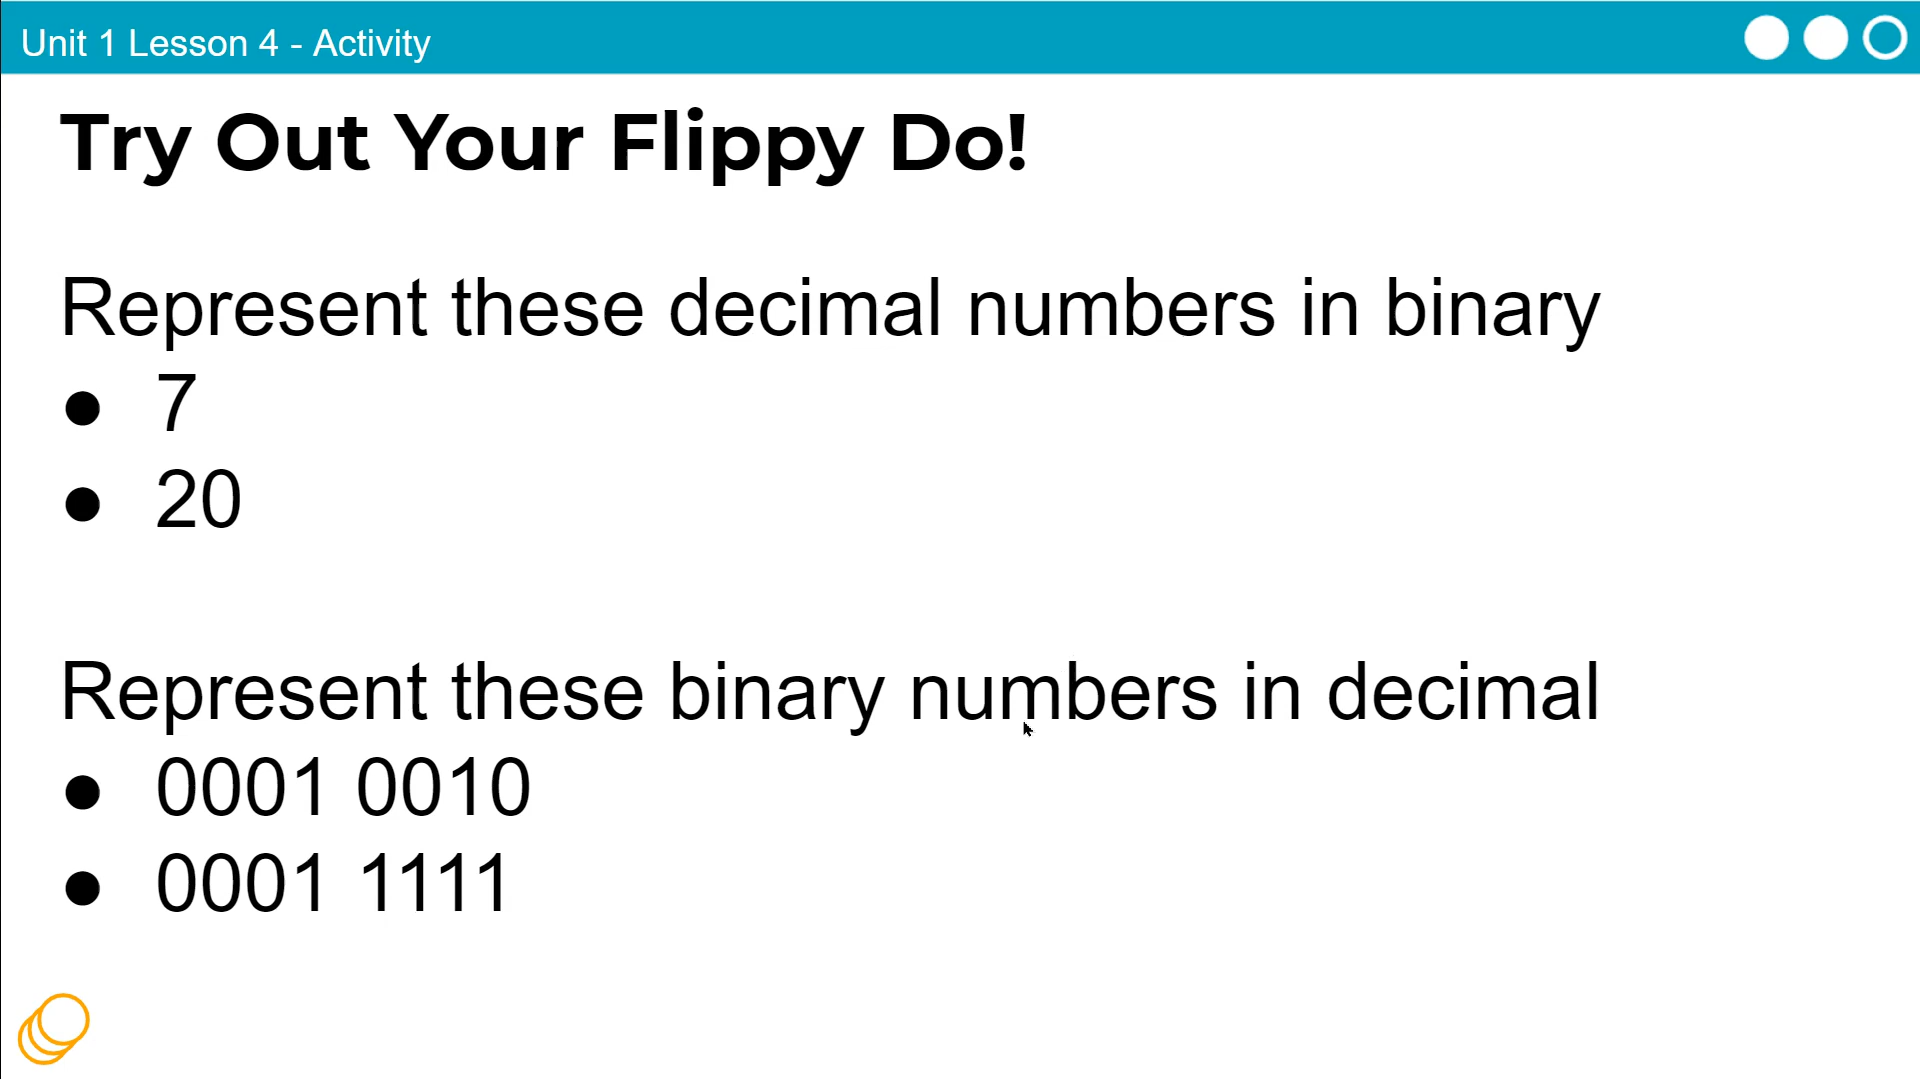 Unit 1 Lesson 4 - Activity
Try Out Your Flippy Do!
Represent these decimal numbers in binary
● 7
● 20
Represent these binary numbers in decimal
● 0001 0010
● 0001 1111